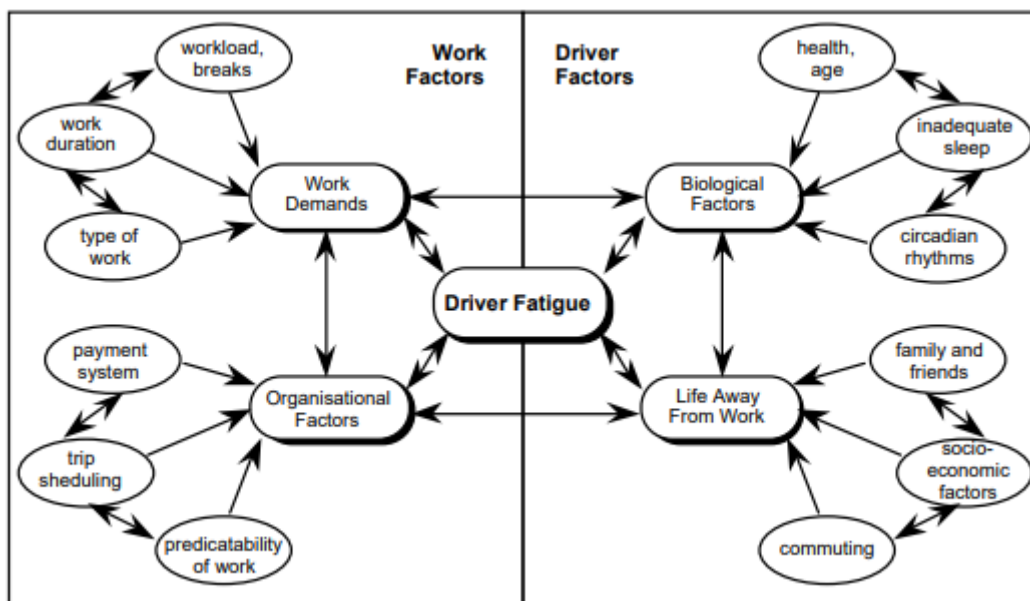 workload,
breaks
Work
Factors
Driver
Factors
health,
age
work
duration
inadequate
sleep
Work
Demands
Biological
Factors
type of
work
circadian
rhythms
Driver Fatigue
payment
system
family and
friends
Organisational
Factors
Life Away
From Work
trip
sheduling
socio-
economic
factors
predicatability
of work
commuting